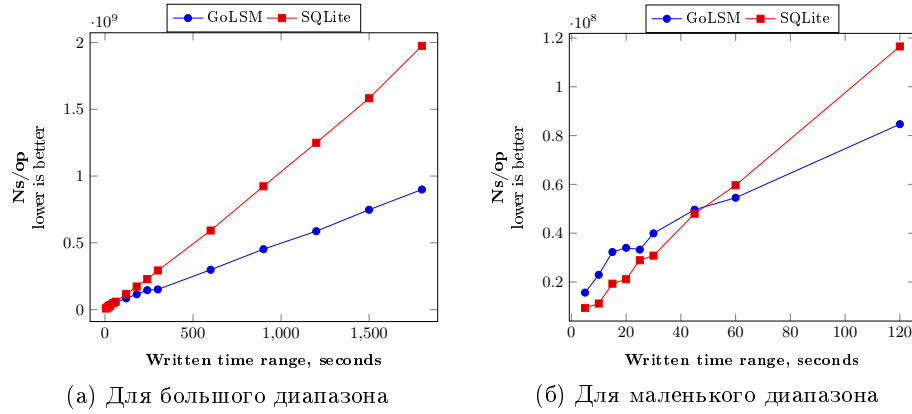 ·10⁹
GoLSM SQLite
2
1.5
1
0.5
0
0 500 1,000 1,500
Ns/op
lower is better
Written time range, seconds
(а) Для большого диапазона
·10⁸
GoLSM SQLite
1.2
1
0.8
0.6
0.4
0.2
0 20 40 60 80 100 120
Ns/op
lower is better
Written time range, seconds
(б) Для маленького диапазона